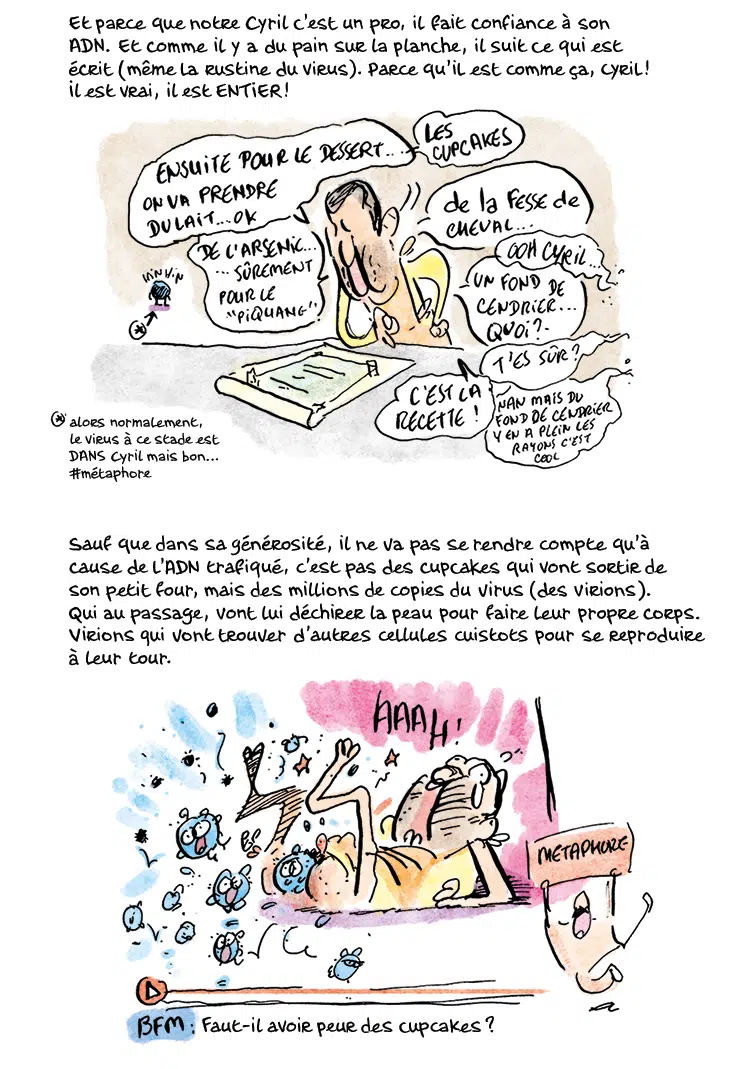 Et parce que notre Cyril c'est un pro, il fait confiance à son
ADN. Et comme il y a du pain sur la planche, il suit ce qui est
écrit (même la rustine du virus). Parce qu'il est comme ça, Cyril!
il est vrai, il est ENTiER!
ENSUITE POUR LE DESSERT...
ON VA PRENDRE
DU LAIT...OK
LES
CUPCAKES
DE L'ARSENIC...
... SÛREMENT
POUR LE
"PIQUANG"!
de la FESSE de
CHEVAL...
OOH CYRIL...
UN FOND DE
CENDRIER...
QUOI?-
T'ES SÛR?
C'EST LA
RECETTE!
NAN MAIS DU
FOND DE CENDRIER
Y EN A PLEIN LES
RAYONS C'EST
COOL
* alors normalement,
le virus à ce stade est
DANS Cyril mais bon...
#métaphore
Sauf que dans sa générosité, il ne va pas se rendre compte qu'à
cause de l'ADN trafiqué, c'est pas des cupcakes qui vont sortir de
son petit four, mais des millions de copies du virus (des virions).
Qui au passage, vont lui déchirer la peau pour faire leur propre corps.
Virions qui vont trouver d'autres cellules cuistots pour se reproduire
à leur tour.
AAAH!
METAPHORE
BFM : Faut-il avoir peur des cupcakes ?